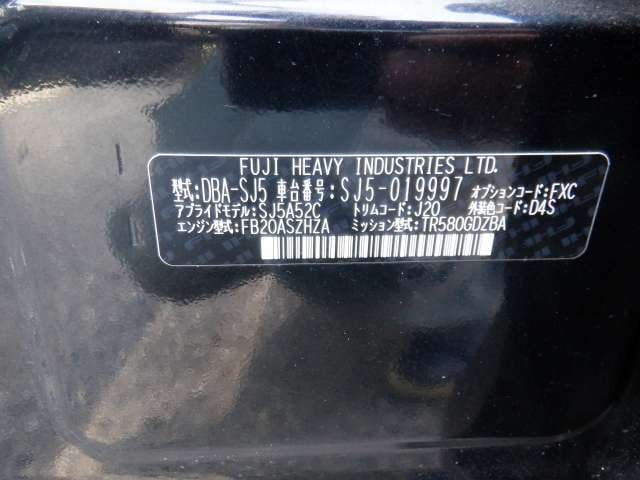 FUJI HEAVY INDUSTRIES LTD.
型式:DBA-SJ5 車台番号:SJ5-019997 オプションコード:FXC
アプライドモデル:SJ5A52C トリムコード:J20 外装色コード:D4S
エンジン型式:FB20ASZHZA ミッション型式:TR580GDZBA